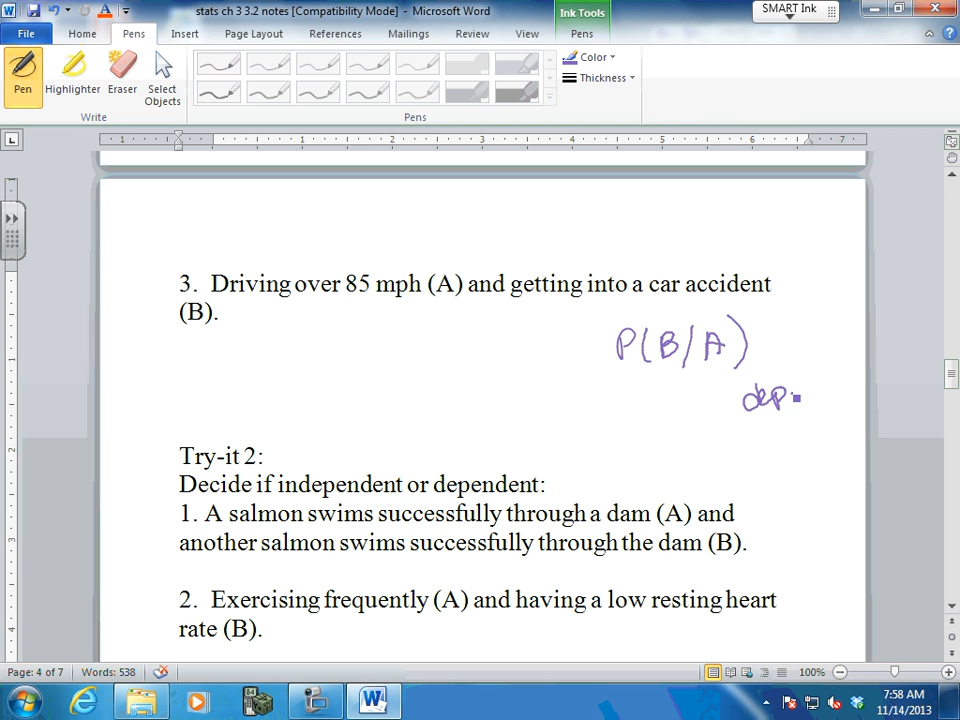 stats ch 3 3.2 notes [Compatibility Mode] - Microsoft Word
Ink Tools
SMART Ink
File Home Pens Insert Page Layout References Mailings Review View Pens
Pen Highlighter Eraser Select Objects
Color
Thickness
Write
Pens
3. Driving over 85 mph (A) and getting into a car accident
(B).
P(B/A)
dep.
Try-it 2:
Decide if independent or dependent:
1. A salmon swims successfully through a dam (A) and
another salmon swims successfully through the dam (B).
2. Exercising frequently (A) and having a low resting heart
rate (B).
Page: 4 of 7 Words: 538 100%
7:58 AM
11/14/2013